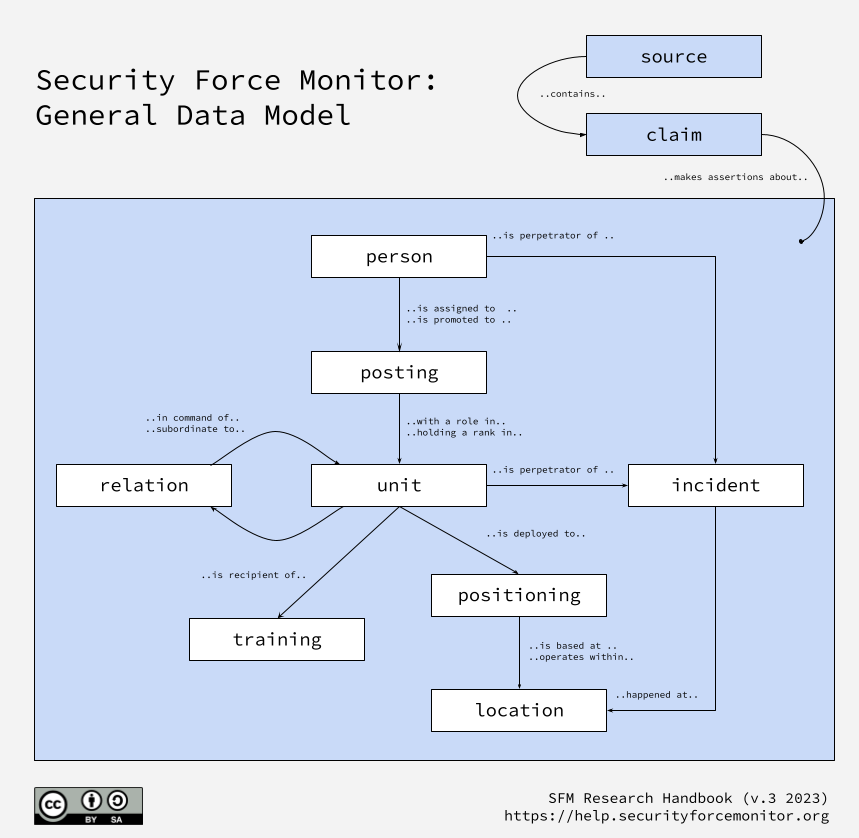 Security Force Monitor:
General Data Model
source
..contains..
claim
..makes assertions about..
person
..is perpetrator of ..
..is assigned to  ..
..is promoted to ..
posting
..in command of..
..subordinate to..
..with a role in..
..holding a rank in..
relation
unit
..is perpetrator of ..
incident
..is deployed to..
..is recipient of..
positioning
training
..is based at ..
..operates within..
..happened at..
location
cc
BY SA
SFM Research Handbook (v.3 2023)
https://help.securityforcemonitor.org